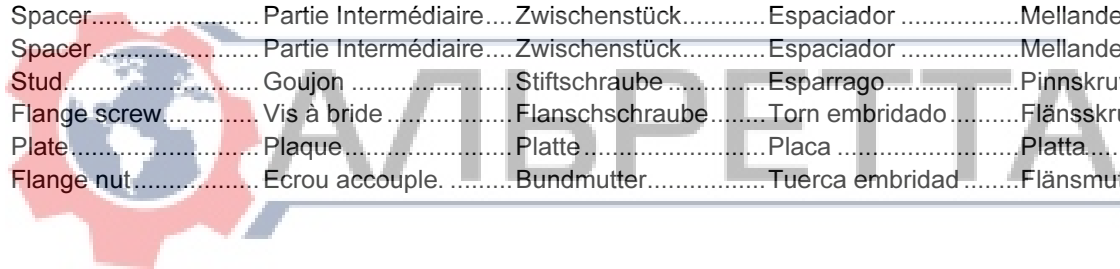 Spacer........................Partie Intermédiaire....Zwischenstück............Espaciador..................Mellande
Spacer........................Partie Intermédiaire....Zwischenstück............Espaciador..................Mellande
Stud............................Goujon........................Stiftschraube...............Esparrago...................Pinnskru
Flange screw..............Vis à bride..................Flanschschraube........Torn embridado..........Flänsskru
Plate............................Plaque........................Platte...........................Placa...........................Platta.....
Flange nut..................Ecrou accouple. .........Bundmutter.................Tuerca embridad........Flänsmut
АЛЬРЕТТА